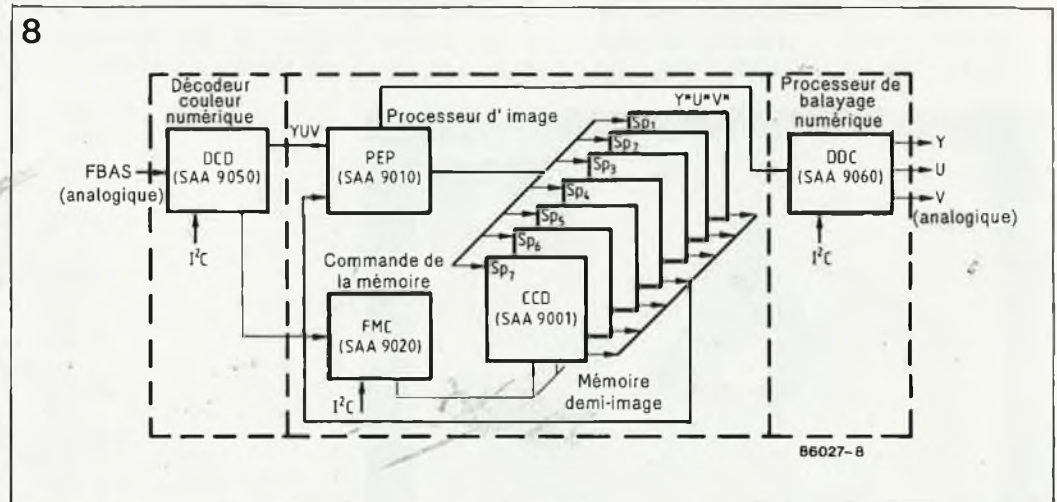 8
Décodeur
couleur
numérique
DCD
(SAA 9050)
FBAS
(analogique)
I²C
YUV
Processeur d' image
PEP
(SAA 9010)
Commande de
la mémoire
FMC
(SAA 9020)
I²C
Y*U*V*
Sp1
Sp2
Sp3
Sp4
Sp5
Sp6
Sp7
CCD
(SAA 9001)
Mémoire
demi-image
Processeur de
balayage
numérique
DDC
(SAA 9060)
I²C
Y
U
V
(analogique)
86027-8